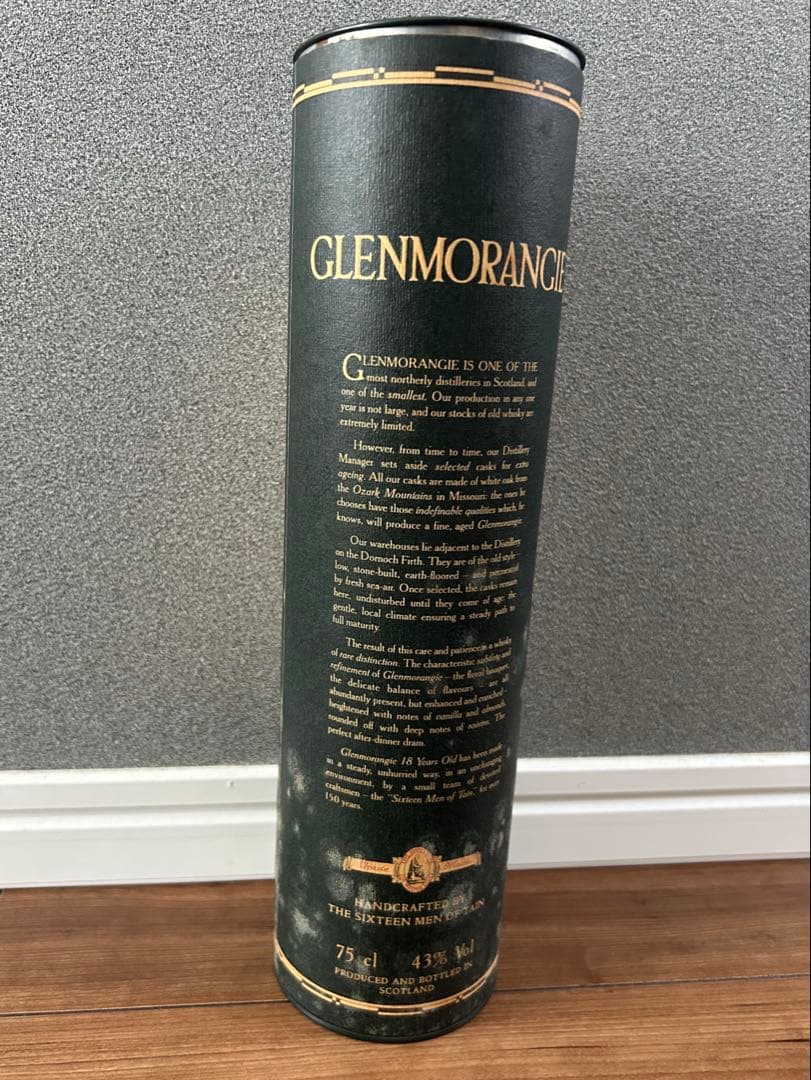 GLENMORANGIE
GLENMORANGIE IS ONE OF THE
most northerly distilleries in Scotland, and
one of the smallest. Our production in any one
year is not large, and our stocks of old whisky are
extremely limited.
However, from time to time, our Distillery
Manager sets aside selected casks for extra
ageing. All our casks are made of white oak from
the Ozark Mountains in Missouri: the ones he
chooses have those indefinable qualities which, he
knows, will produce a fine, aged Glenmorangie.
Our warehouses lie adjacent to the Distillery
on the Dornoch Firth. They are of the old style –
low, stone-built, earth-floored – and permeated
by fresh sea-air. Once selected, the casks remain
here, undisturbed until they come of age: the
gentle, local climate ensuring a steady path to
full maturity.
The result of this care and patience is a whisky
of rare distinction. The characteristic subtlety and
refinement of Glenmorangie – the floral bouquet,
the delicate balance of flavours – are all
abundantly present, but enhanced and enriched –
heightened with notes of vanilla and almonds,
rounded off with deep notes of raisins. The
perfect after-dinner dram.
Glenmorangie 18 Years Old has been made
in a steady, unhurried way, in an unchanging
environment, by a small team of devoted
craftsmen – the "Sixteen Men of Tain," for over
150 years.
HANDCRAFTED BY
THE SIXTEEN MEN OF TAIN
75 cl 43% Vol
PRODUCED AND BOTTLED IN
SCOTLAND